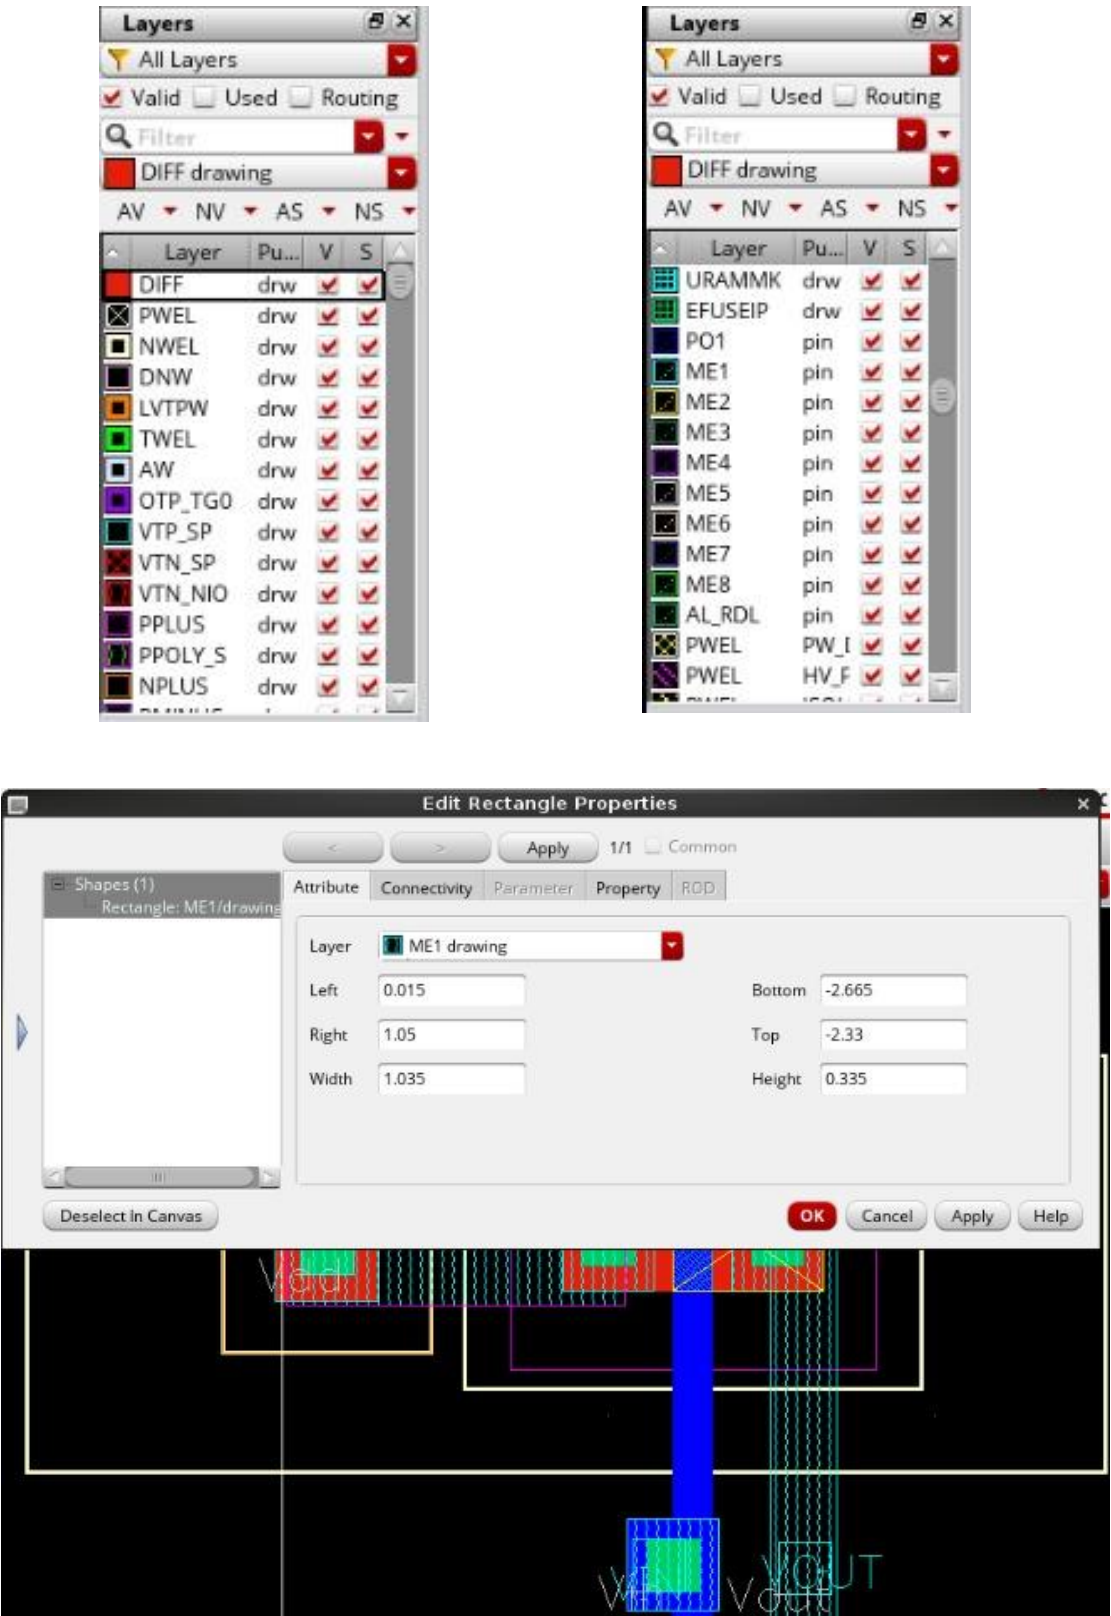 Layers
All Layers
Valid Used Routing
Filter
DIFF drawing
AV NV AS NS
Layer Pu... V S
DIFF drw
PWEL drw
NWEL drw
DNW drw
LVTPW drw
TWEL drw
AW drw
OTP_TG0 drw
VTP_SP drw
VTN_SP drw
VTN_NIO drw
PPLUS drw
PPOLY_S drw
NPLUS drw
Layers
All Layers
Valid Used Routing
Filter
DIFF drawing
AV NV AS NS
Layer Pu... V S
URAMMK drw
EFUSEIP drw
PO1 pin
ME1 pin
ME2 pin
ME3 pin
ME4 pin
ME5 pin
ME6 pin
ME7 pin
ME8 pin
AL_RDL pin
PWEL
PWEL
Edit Rectangle Properties
< > Apply 1/1 Common
Shapes (1)
Rectangle: ME1/drawing
Attribute Connectivity Parameter Property ROD
Layer ME1 drawing
Left 0.015 Bottom -2.665
Right 1.05 Top -2.33
Width 1.035 Height 0.335
Deselect In Canvas OK Cancel Apply Help
VOUT
Vout